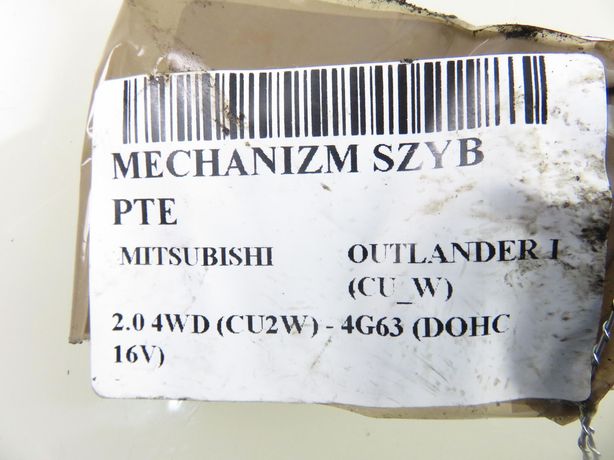 MECHANIZM SZYB
PTE
MITSUBISHI OUTLANDER I
(CU_W)
2.0 4WD (CU2W) - 4G63 (DOHC
16V)